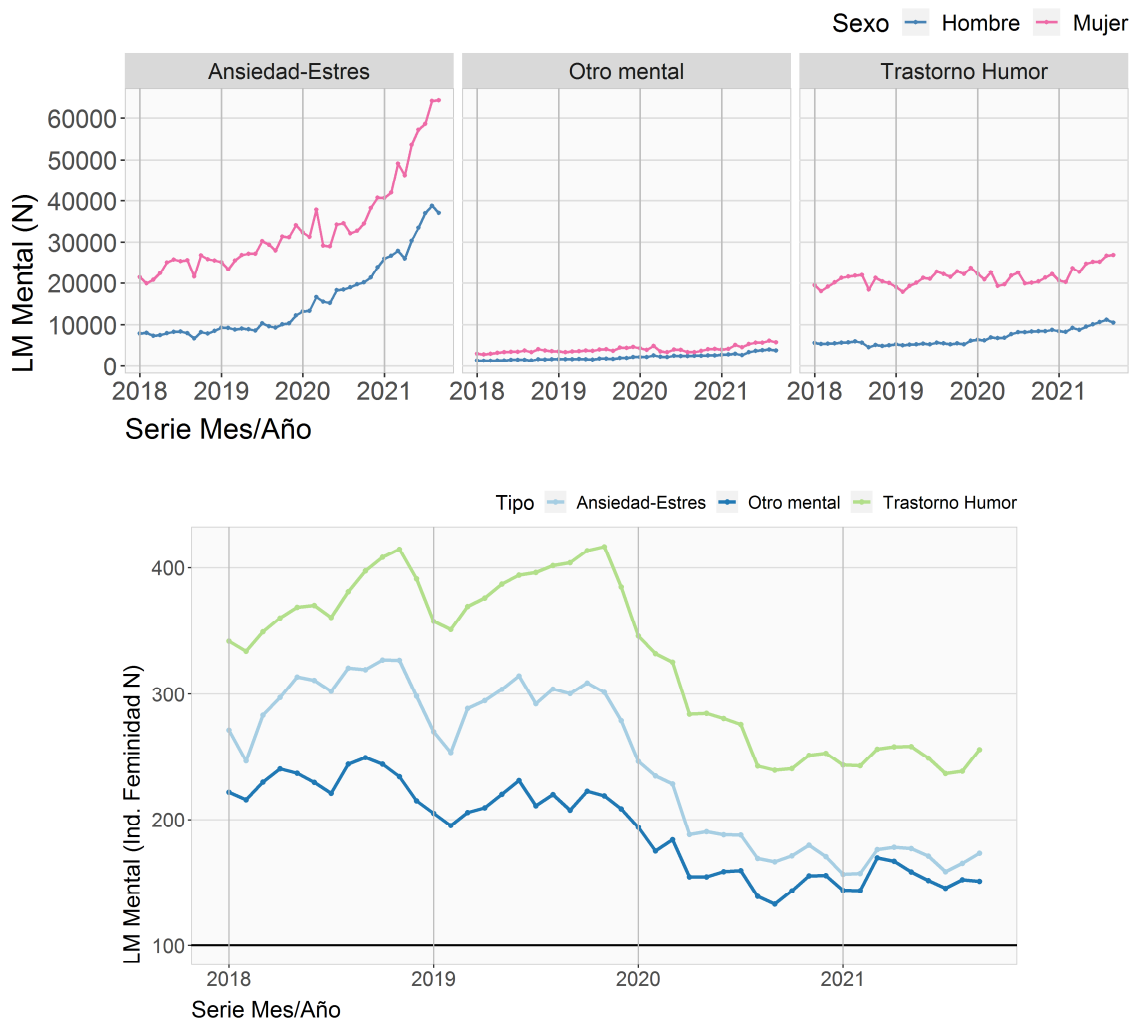 Sexo Hombre Mujer
Ansiedad-Estres Otro mental Trastorno Humor
LM Mental (N)
60000
50000
40000
30000
20000
10000
0
2018 2019 2020 2021 2018 2019 2020 2021 2018 2019 2020 2021
Serie Mes/Año
Tipo Ansiedad-Estres Otro mental Trastorno Humor
LM Mental (Ind. Feminidad N)
400
300
200
100
2018 2019 2020 2021
Serie Mes/Año